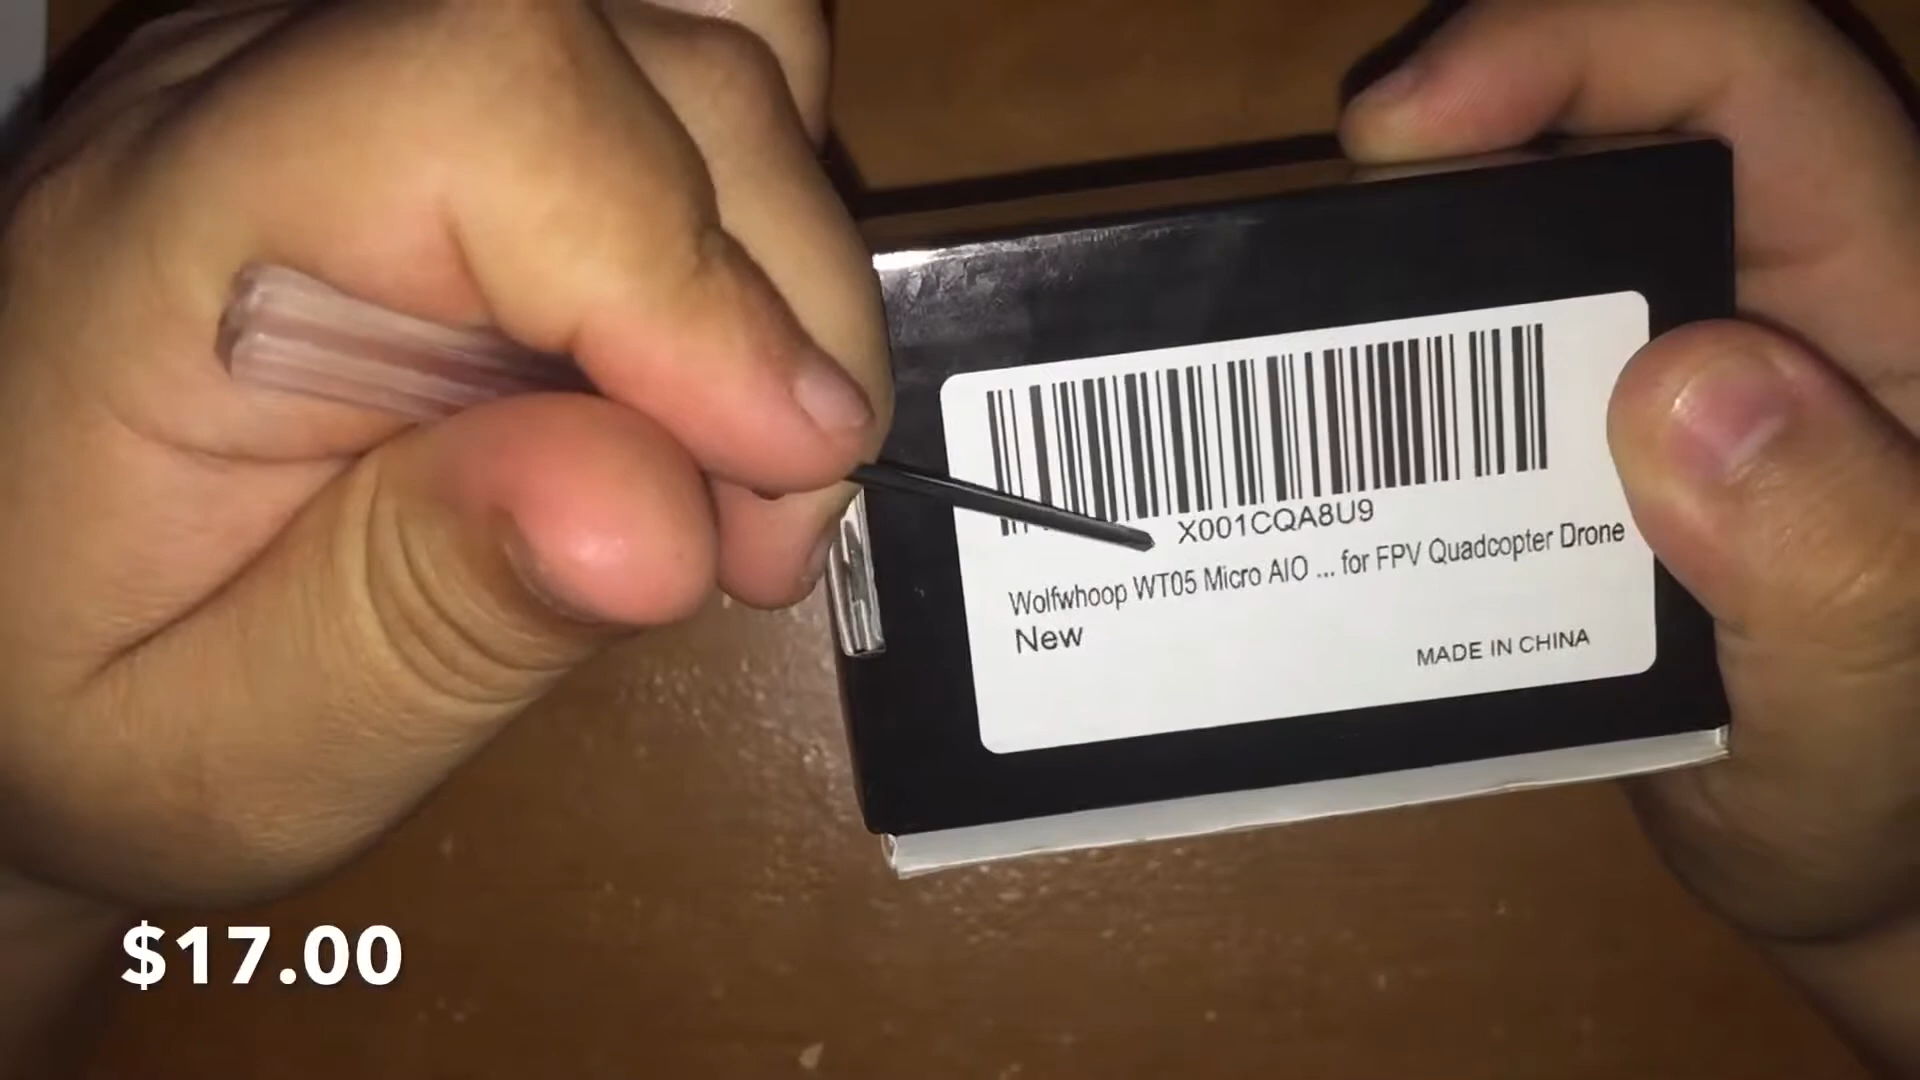 X001CQA8U9
Wolfwhoop WT05 Micro AIO ... for FPV Quadcopter Drone
New
MADE IN CHINA
$17.00